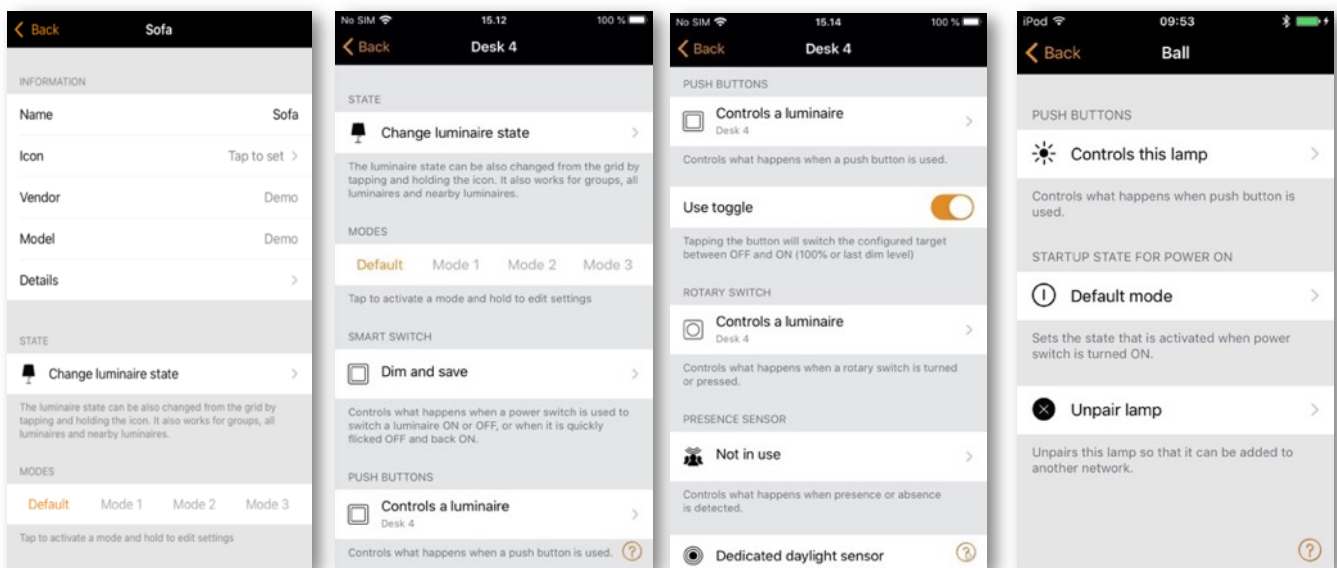 Back
Sofa
INFORMATION
Name
Sofa
Icon
Tap to set
Vendor
Demo
Model
Demo
Details
STATE
Change luminaire state
The luminaire state can be also changed from the grid by
tapping and holding the icon. It also works for groups, all
luminaires and nearby luminaires.
MODES
Default Mode 1 Mode 2 Mode 3
Tap to activate a mode and hold to edit settings
No SIM 15.12 100 %
Back
Desk 4
STATE
Change luminaire state
The luminaire state can be also changed from the grid by
tapping and holding the icon. It also works for groups, all
luminaires and nearby luminaires.
MODES
Default Mode 1 Mode 2 Mode 3
Tap to activate a mode and hold to edit settings
SMART SWITCH
Dim and save
Controls what happens when a power switch is used to
switch a luminaire ON or OFF, or when it is quickly
flicked OFF and back ON.
PUSH BUTTONS
Controls a luminaire
Desk 4
Controls what happens when a push button is used. ?
No SIM 15.14 100 %
Back
Desk 4
PUSH BUTTONS
Controls a luminaire
Desk 4
Controls what happens when a push button is used.
Use toggle
Tapping the button will switch the configured target
between OFF and ON (100% or last dim level)
ROTARY SWITCH
Controls a luminaire
Desk 4
Controls what happens when a rotary switch is turned
or pressed.
PRESENCE SENSOR
Not in use
Controls what happens when presence or absence
is detected.
Dedicated daylight sensor ?
iPod 09:53
Back
Ball
PUSH BUTTONS
Controls this lamp
Controls what happens when push button is
used.
STARTUP STATE FOR POWER ON
Default mode
Sets the state that is activated when power
switch is turned ON.
Unpair lamp
Unpairs this lamp so that it can be added to
another network.
?